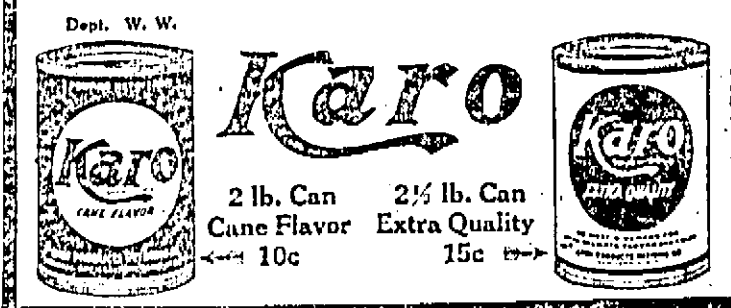 Dept. W. W.
Karo
Karo
CANE FLAVOR
2 lb. Can
Cane Flavor
10c
2½ lb. Can
Extra Quality
15c
Karo
EXTRA QUALITY